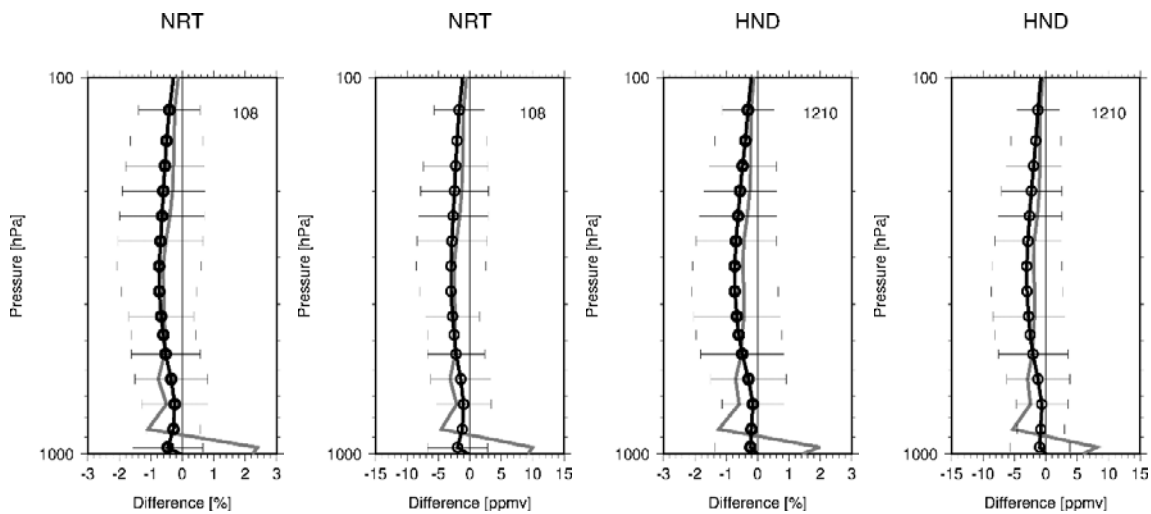 NRT NRT HND HND
100 100 100 100
108 108 1210 1210
Pressure [hPa] Pressure [hPa] Pressure [hPa] Pressure [hPa]
1000 1000 1000 1000
-3 -2 -1 0 1 2 3 -15 -10 -5 0 5 10 15 -3 -2 -1 0 1 2 3 -15 -10 -5 0 5 10 15
Difference [%] Difference [ppmv] Difference [%] Difference [ppmv]